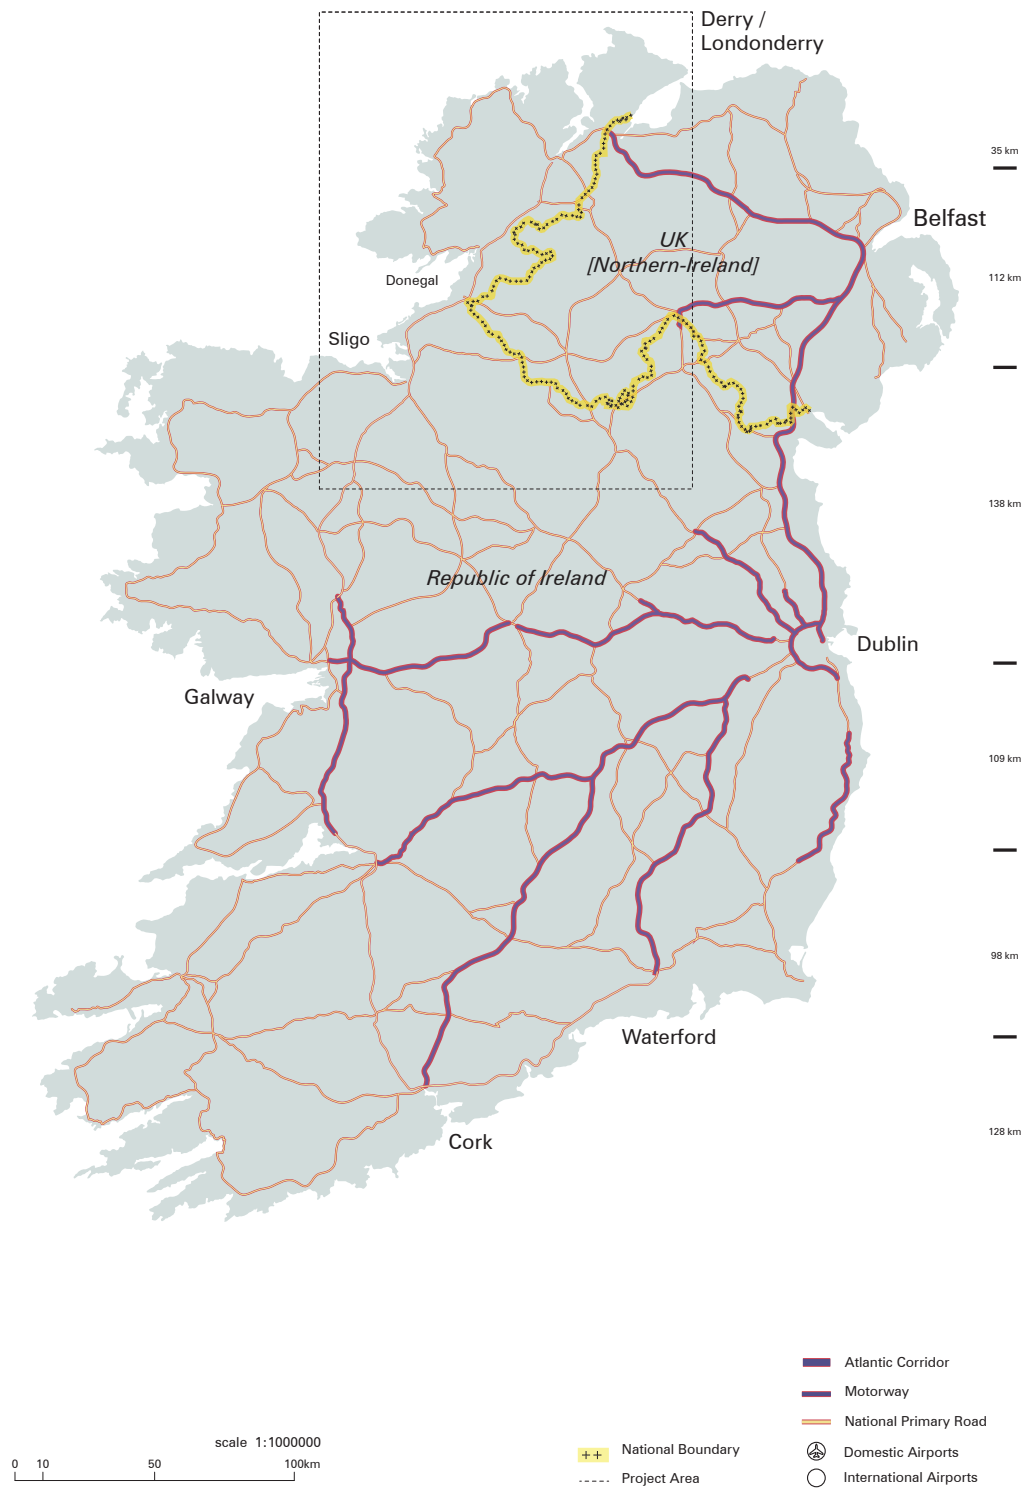 Derry /
Londonderry
35 km
Belfast
UK
[Northern-Ireland]
112 km
Donegal
Sligo
138 km
Republic of Ireland
Dublin
Galway
109 km
98 km
Waterford
128 km
Cork
Atlantic Corridor
Motorway
National Primary Road
Domestic Airports
International Airports
National Boundary
++
Project Area
scale 1:1000000
0 10 50 100km